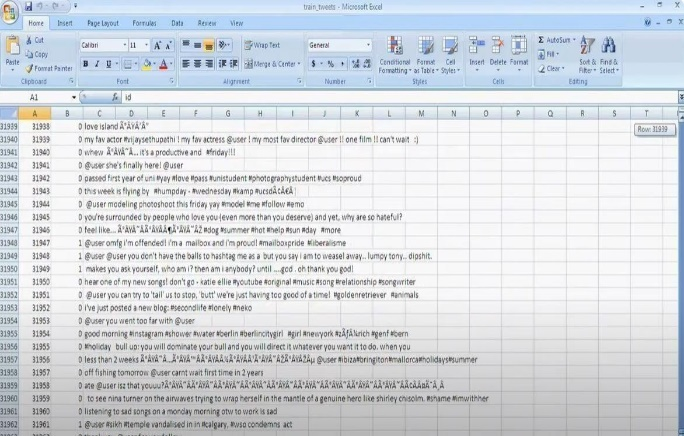 train_tweets - Microsoft Excel
Home Insert Page Layout Formulas Data Review View
Cut
Copy
Format Painter
Paste
Clipboard
Calibri 11
B I U
Font
Wrap Text
Merge & Center
Alignment
General
$ % ,
Number
Conditional Formatting
Format as Table
Cell Styles
Styles
Insert Delete Format
Cells
AutoSum
Fill
Clear
Sort & Filter
Find & Select
Editing
A1 fx id
A B C D E F G H I J K L M N O P Q R S T
Row: 31939
31939 31938 0 love island
31940 31939 0 my fav actor #vijaysethupathi ! my fav actress @user ! my most fav director @user !! one film !! can't wait :)
31941 31940 0 whew it's a productive and #friday!!!
31942 31941 0 @user she's finally here! @user
31943 31942 0 passed first year of uni #yay #love #pass #unistudent #photographystudent #ucs #soproud
31944 31943 0 this week is flying by #humpday - #wednesday #kamp
31945 31944 0 @user modeling photoshoot this friday yay #model #me #follow #emo
31946 31945 0 you're surrounded by people who love you (even more than you deserve) and yet, why are so hateful?
31947 31946 0 feel like... #dog #summer #hot #help #sun #day #more
31948 31947 1 @user omfg i'm offended! i'm a mailbox and i'm proud! #mailboxpride #liberalisme
31949 31948 1 @user @user you don't have the balls to hashtag me as a but you say i am to weasel away.. lumpy tony.. dipshit.
31950 31949 1 makes you ask yourself, who am i? then am i anybody? until ....god . oh thank you god!
31951 31950 0 hear one of my new songs! don't go - katie ellie #youtube #original #music #song #relationship #songwriter
31952 31951 0 @user you can try to 'tail' us to stop, 'butt' we're just having too good of a time! #goldenretriever #animals
31953 31952 0 i've just posted a new blog: #secondlife #lonely #neko
31954 31953 0 @user you went too far with @user
31955 31954 0 good morning #instagram #shower #water #berlin #berlincitygirl #girl #newyork #genf #bern
31956 31955 0 #holiday bull up: you will dominate your bull and you will direct it whatever you want it to do. when you
31957 31956 0 less than 2 weeks @user #ibiza #bringiton #mallorca #holidays #summer
31958 31957 0 off fishing tomorrow @user carnt wait first time in 2 years
31959 31958 0 ate @user isz that youuu?
31960 31959 0 to see nina turner on the airwaves trying to wrap herself in the mantle of a genuine hero like shirley chisolm. #shame #imwithher
31961 31960 0 listening to sad songs on a monday morning otw to work is sad
31962 31961 1 @user #sikh #temple vandalised in in #calgary, #wso condemns act